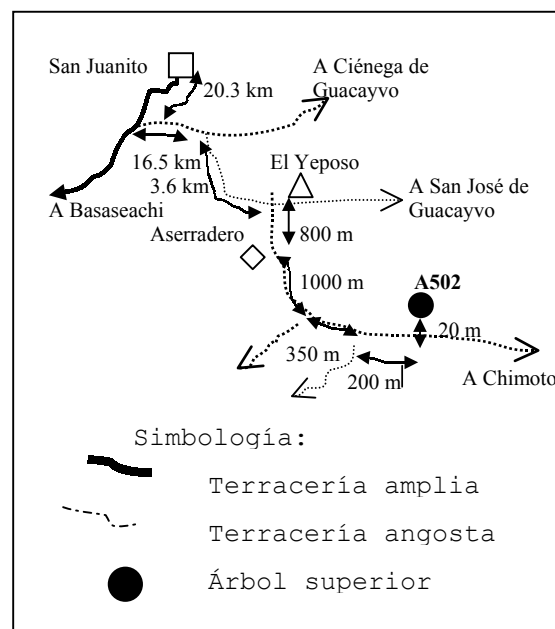 San Juanito
A Ciénega de
Guacayvo
20.3 km
16.5 km
El Yeposo
3.6 km
A San José de
Guacayvo
A Basaseachi
Aserradero
800 m
1000 m
A502
20 m
350 m
200 m
A Chimoto
Simbología:
Terracería amplia
Terracería angosta
Árbol superior